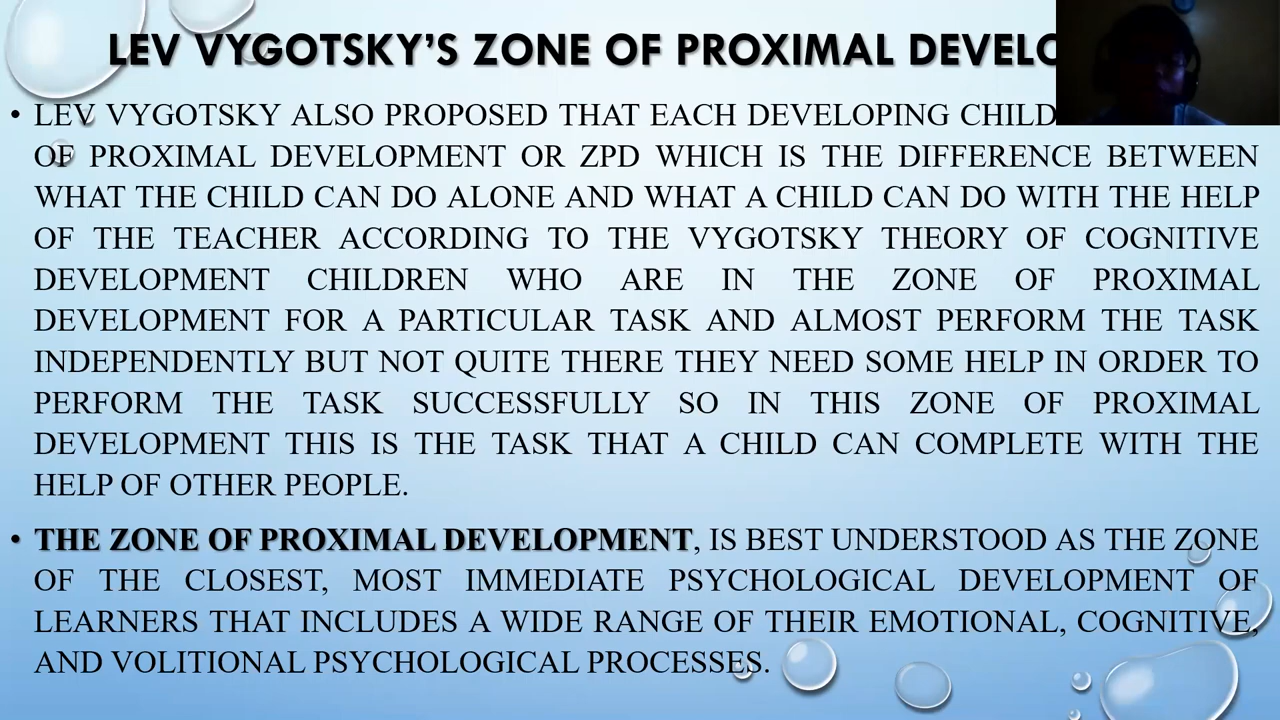 LEV VYGOTSKY’S ZONE OF PROXIMAL
• LEV VYGOTSKY ALSO PROPOSED THAT EACH DEVELOPING CHILD
OF PROXIMAL DEVELOPMENT OR ZPD WHICH IS THE DIFFERENCE BETWEEN
WHAT THE CHILD CAN DO ALONE AND WHAT A CHILD CAN DO WITH THE HELP
OF THE TEACHER ACCORDING TO THE VYGOTSKY THEORY OF COGNITIVE
DEVELOPMENT CHILDREN WHO ARE IN THE ZONE OF PROXIMAL
DEVELOPMENT FOR A PARTICULAR TASK AND ALMOST PERFORM THE TASK
INDEPENDENTLY BUT NOT QUITE THERE THEY NEED SOME HELP IN ORDER TO
PERFORM THE TASK SUCCESSFULLY SO IN THIS ZONE OF PROXIMAL
DEVELOPMENT THIS IS THE TASK THAT A CHILD CAN COMPLETE WITH THE
HELP OF OTHER PEOPLE.
• THE ZONE OF PROXIMAL DEVELOPMENT, IS BEST UNDERSTOOD AS THE ZONE
OF THE CLOSEST, MOST IMMEDIATE PSYCHOLOGICAL DEVELOPMENT OF
LEARNERS THAT INCLUDES A WIDE RANGE OF THEIR EMOTIONAL, COGNITIVE,
AND VOLITIONAL PSYCHOLOGICAL PROCESSES.